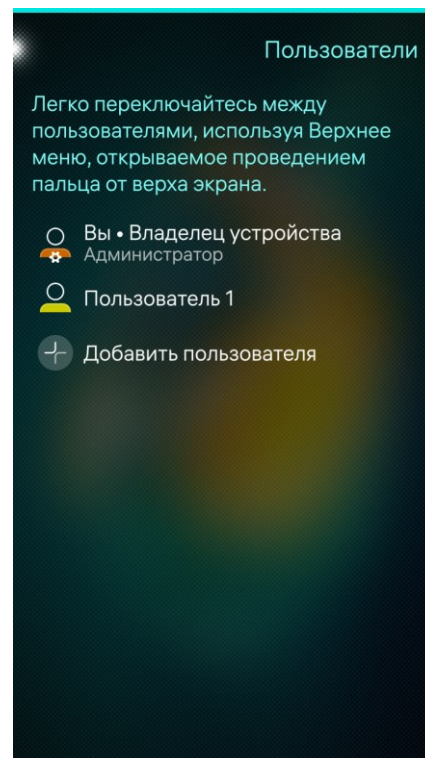 Пользователи
Легко переключайтесь между
пользователями, используя Верхнее
меню, открываемое проведением
пальца от верха экрана.
Вы • Владелец устройства
Администратор
Пользователь 1
Добавить пользователя